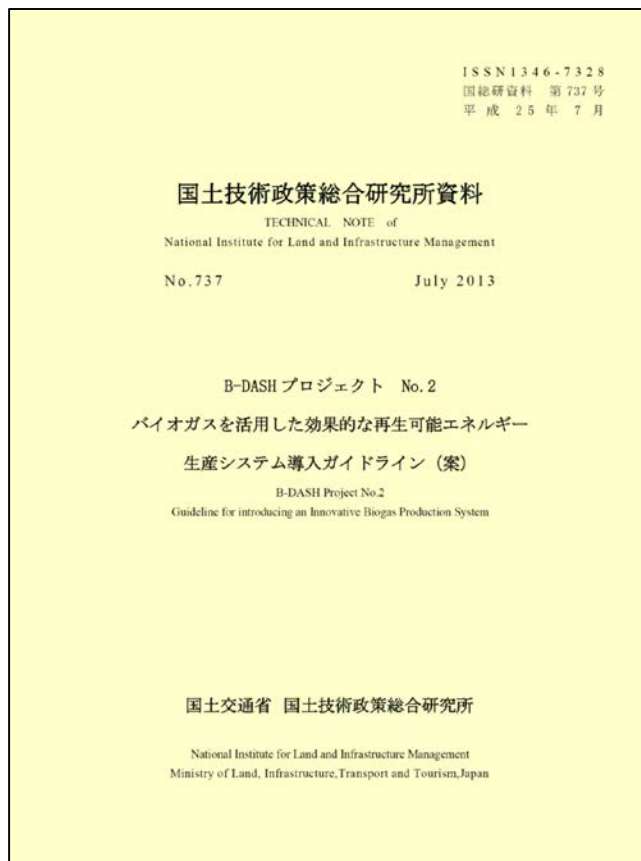 ISSN1346-7328
国総研資料 第737号
平成 25年 7月
国土技術政策総合研究所資料
TECHNICAL NOTE of
National Institute for Land and Infrastructure Management
No.737 July 2013
B-DASHプロジェクト No.2
バイオガスを活用した効果的な再生可能エネルギー
生産システム導入ガイドライン（案）
B-DASH Project No.2
Guideline for introducing an Innovative Biogas Production System
国土交通省 国土技術政策総合研究所
National Institute for Land and Infrastructure Management
Ministry of Land, Infrastructure,Transport and Tourism,Japan